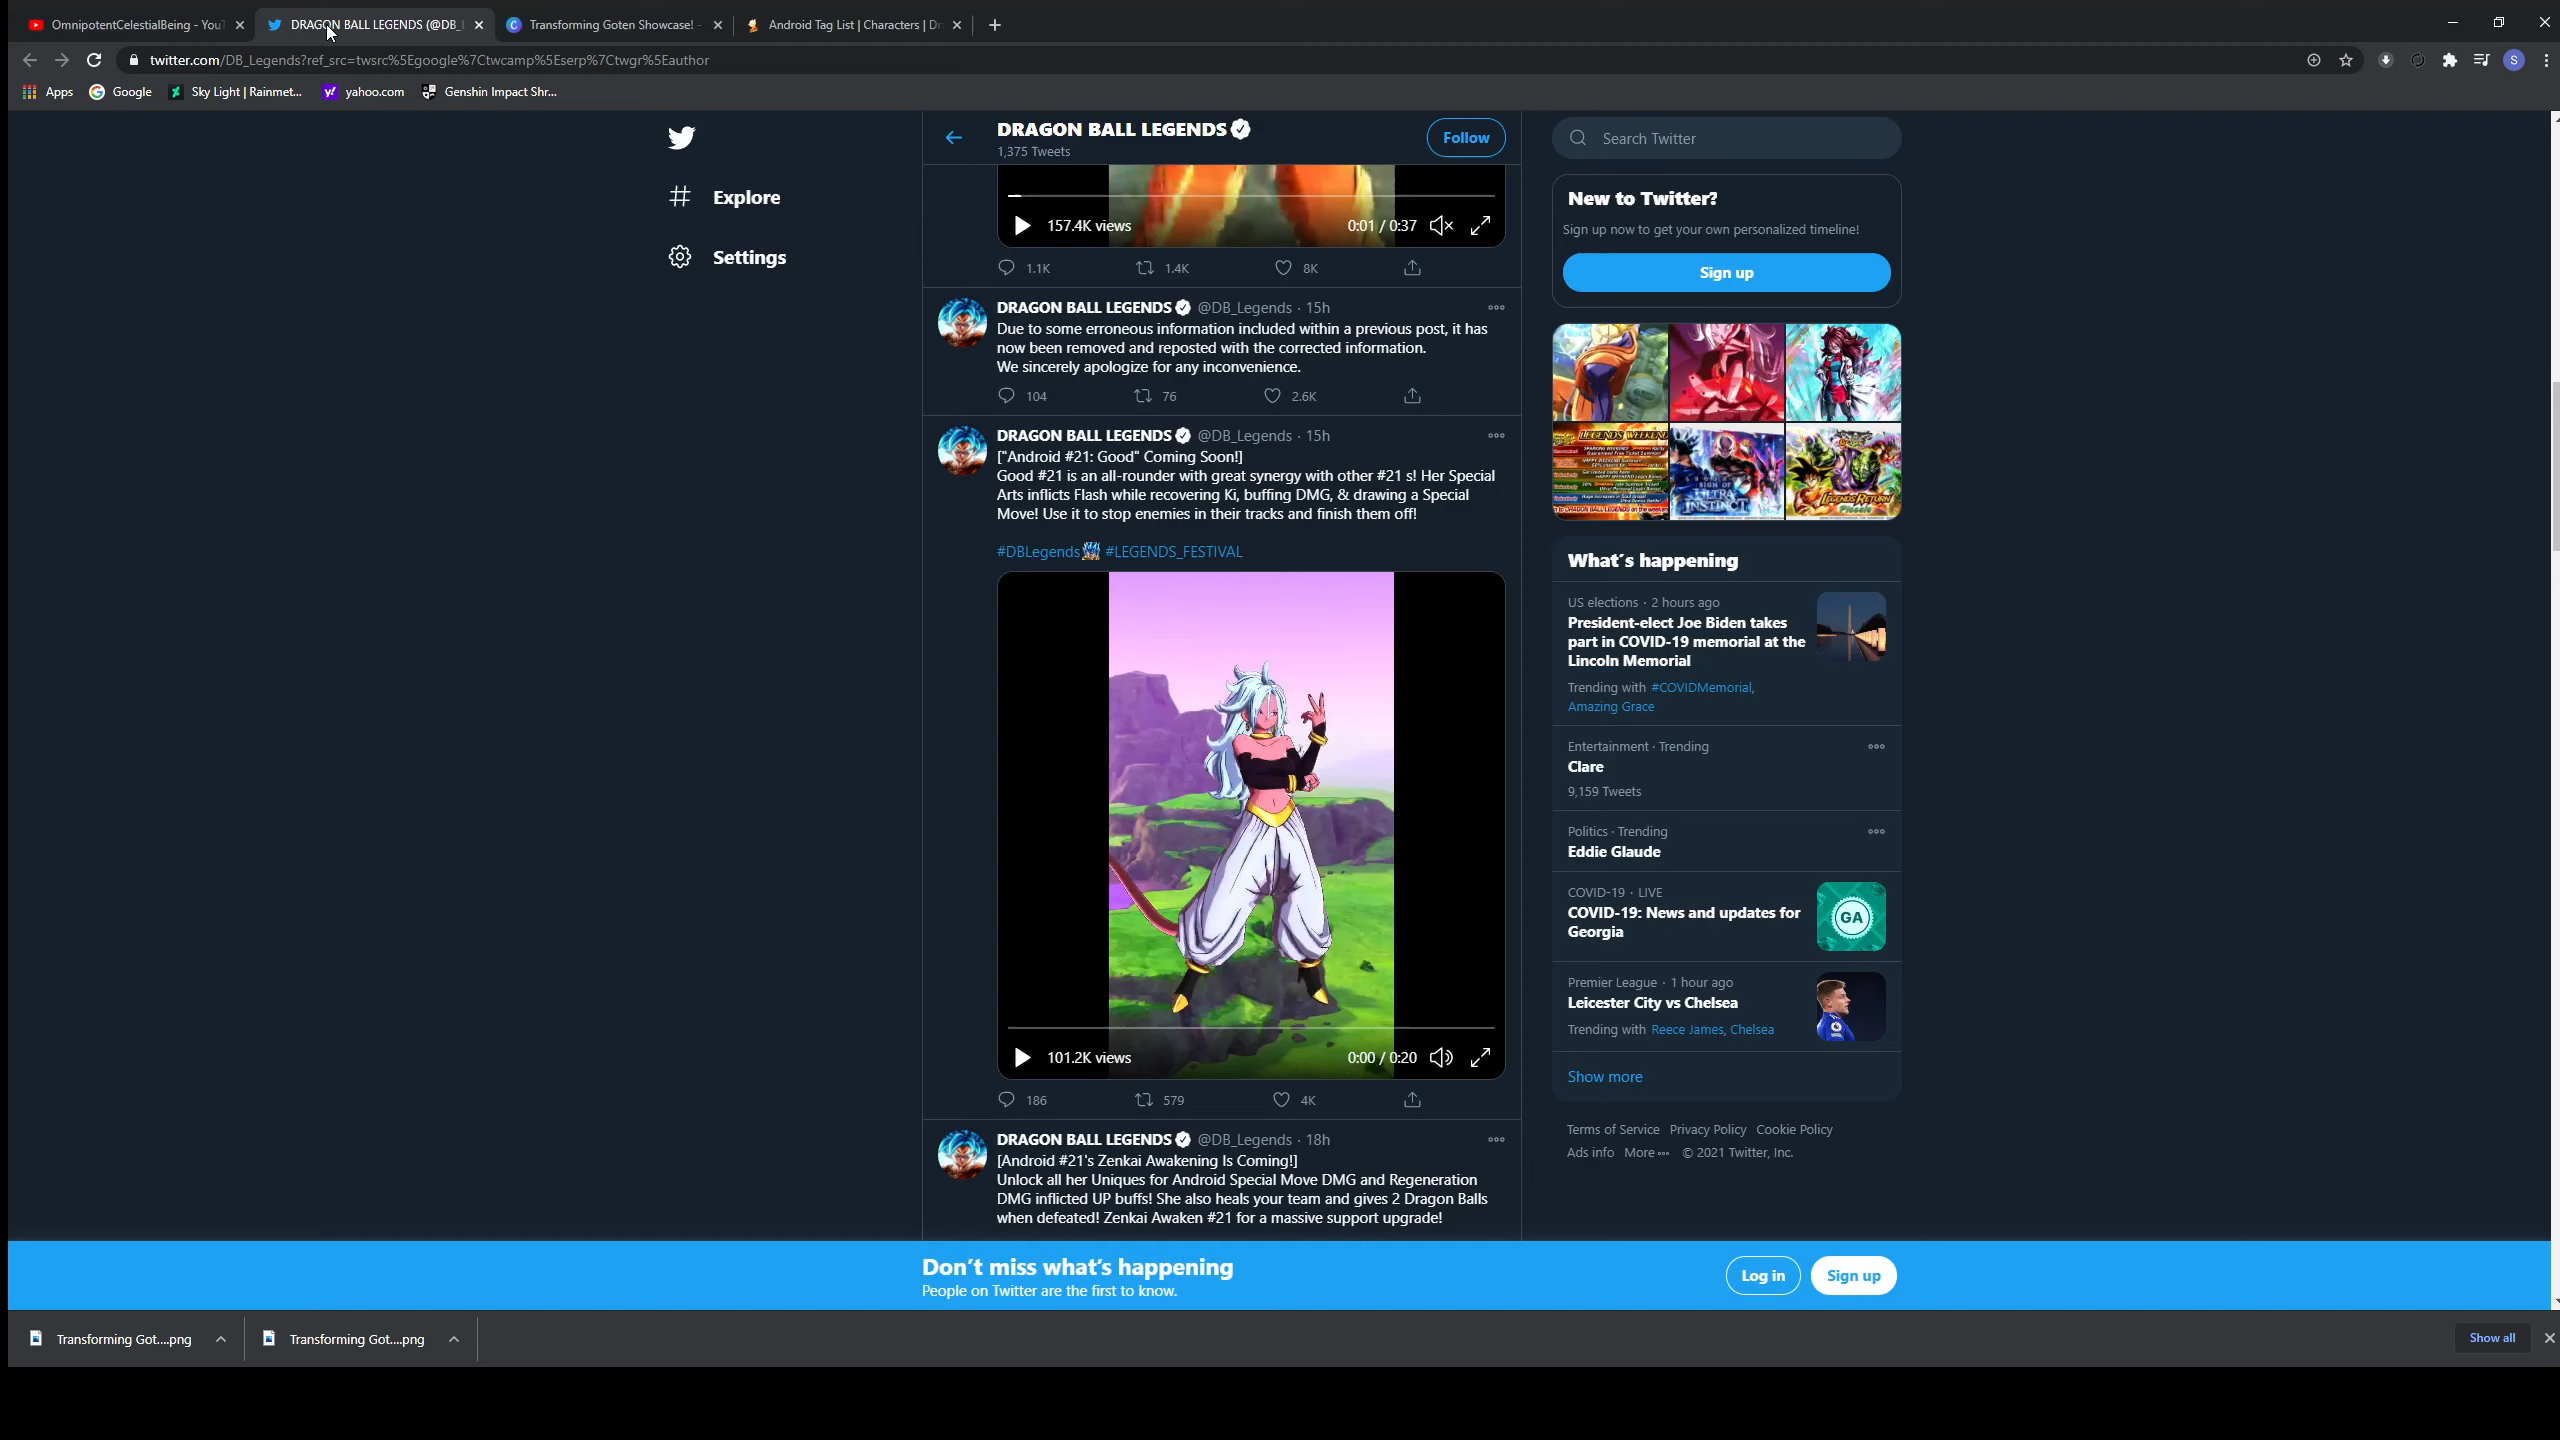 OmnipotentCelestialBeing - YouT
DRAGON BALL LEGENDS (@DB_L
Transforming Goten Showcase! -
Android Tag List | Characters | Dr
twitter.com/DB_Legends?ref_src=twsrc%5Egoogle%7Ctwcamp%5Eserp%7Ctwgr%5Eauthor
S
Apps
Google
Sky Light | Rainmet...
yahoo.com
Genshin Impact Shr...
Explore
Settings
DRAGON BALL LEGENDS
1,375 Tweets
Follow
157.4K views
0:01 / 0:37
1.1K
1.4K
8K
DRAGON BALL LEGENDS @DB_Legends · 15h
Due to some erroneous information included within a previous post, it has
now been removed and reposted with the corrected information.
We sincerely apologize for any inconvenience.
104
76
2.6K
DRAGON BALL LEGENDS @DB_Legends · 15h
["Android #21: Good" Coming Soon!]
Good #21 is an all-rounder with great synergy with other #21 s! Her Special
Arts inflicts Flash while recovering Ki, buffing DMG, & drawing a Special
Move! Use it to stop enemies in their tracks and finish them off!
#DBLegends #LEGENDS_FESTIVAL
101.2K views
0:00 / 0:20
186
579
4K
DRAGON BALL LEGENDS @DB_Legends · 18h
[Android #21's Zenkai Awakening Is Coming!]
Unlock all her Uniques for Android Special Move DMG and Regeneration
DMG inflicted UP buffs! She also heals your team and gives 2 Dragon Balls
when defeated! Zenkai Awaken #21 for a massive support upgrade!
Search Twitter
New to Twitter?
Sign up now to get your own personalized timeline!
Sign up
LEGENDS WEEKEND
SIGN OF
ULTRA
INSTINCT
LEGENDS RETURN
What's happening
US elections · 2 hours ago
President-elect Joe Biden takes
part in COVID-19 memorial at the
Lincoln Memorial
Trending with #COVIDMemorial,
Amazing Grace
Entertainment · Trending
Clare
9,159 Tweets
Politics · Trending
Eddie Glaude
COVID-19 · LIVE
COVID-19: News and updates for
Georgia
GA
Premier League · 1 hour ago
Leicester City vs Chelsea
Trending with Reece James, Chelsea
Show more
Terms of Service Privacy Policy Cookie Policy
Ads info More © 2021 Twitter, Inc.
Don't miss what's happening
People on Twitter are the first to know.
Log in
Sign up
Transforming Got....png
Transforming Got....png
Show all